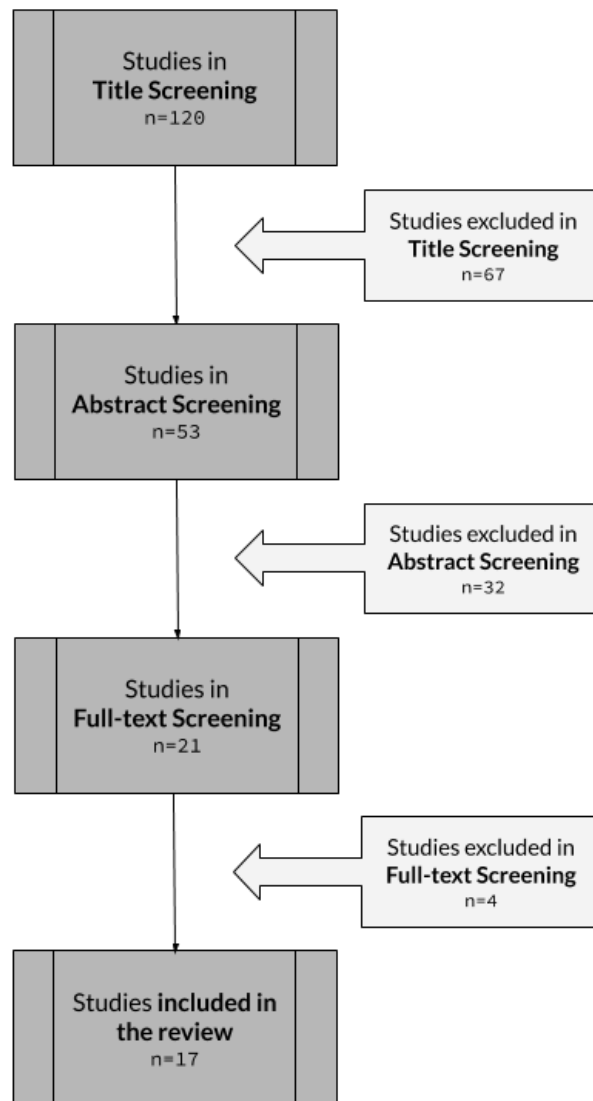 Studies in
Title Screening
n=120
Studies excluded in
Title Screening
n=67
Studies in
Abstract Screening
n=53
Studies excluded in
Abstract Screening
n=32
Studies in
Full-text Screening
n=21
Studies excluded in
Full-text Screening
n=4
Studies included in
the review
n=17